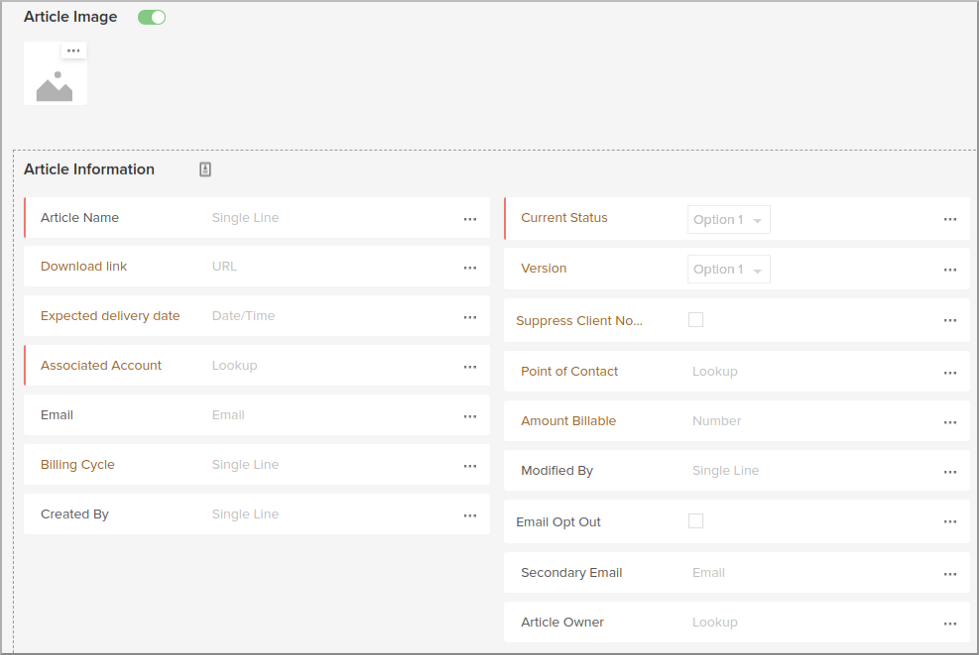 Article Image
Article Information
Article Name Single Line
Download link URL
Expected delivery date Date/Time
Associated Account Lookup
Email Email
Billing Cycle Single Line
Created By Single Line
Current Status Option 1
Version Option 1
Suppress Client No...
Point of Contact Lookup
Amount Billable Number
Modified By Single Line
Email Opt Out
Secondary Email Email
Article Owner Lookup